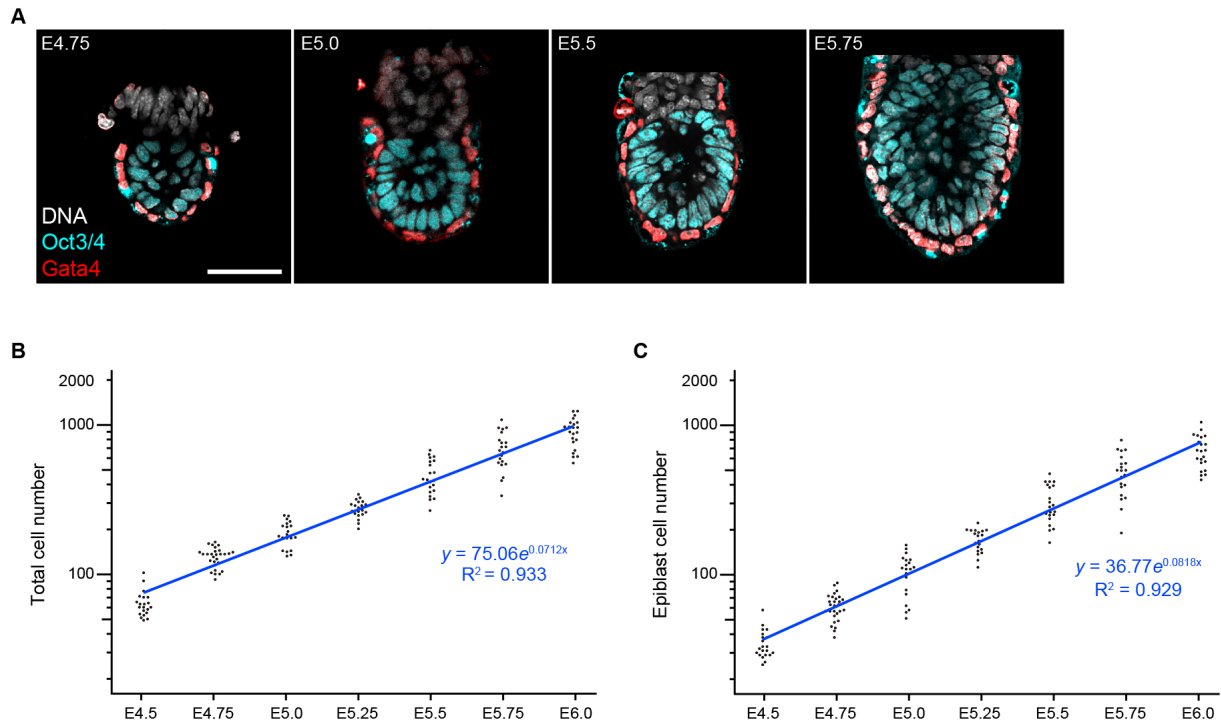 A
E4.75
E5.0
E5.5
E5.75
DNA
Oct3/4
Gata4
B
Total cell number
2000
1000
100
y = 75.06e^0.0712x
R² = 0.933
E4.5 E4.75 E5.0 E5.25 E5.5 E5.75 E6.0
C
Epiblast cell number
2000
1000
100
y = 36.77e^0.0818x
R² = 0.929
E4.5 E4.75 E5.0 E5.25 E5.5 E5.75 E6.0